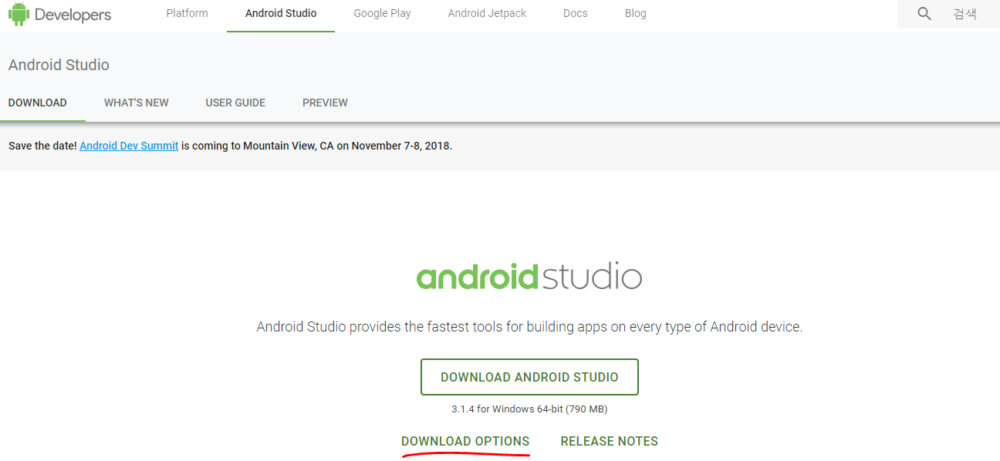 Developers Platform Android Studio Google Play Android Jetpack Docs Blog 검색
Android Studio
DOWNLOAD WHAT'S NEW USER GUIDE PREVIEW
Save the date! Android Dev Summit is coming to Mountain View, CA on November 7-8, 2018.
androidstudio
Android Studio provides the fastest tools for building apps on every type of Android device.
DOWNLOAD ANDROID STUDIO
3.1.4 for Windows 64-bit (790 MB)
DOWNLOAD OPTIONS RELEASE NOTES